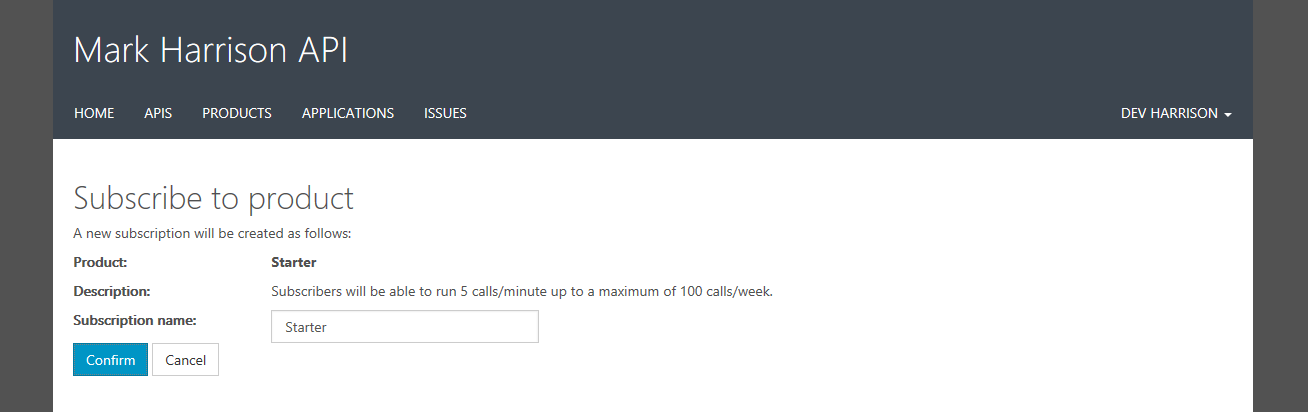 Mark Harrison API
HOME APIS PRODUCTS APPLICATIONS ISSUES DEV HARRISON
Subscribe to product
A new subscription will be created as follows:
Product: Starter
Description: Subscribers will be able to run 5 calls/minute up to a maximum of 100 calls/week.
Subscription name: Starter
Confirm Cancel